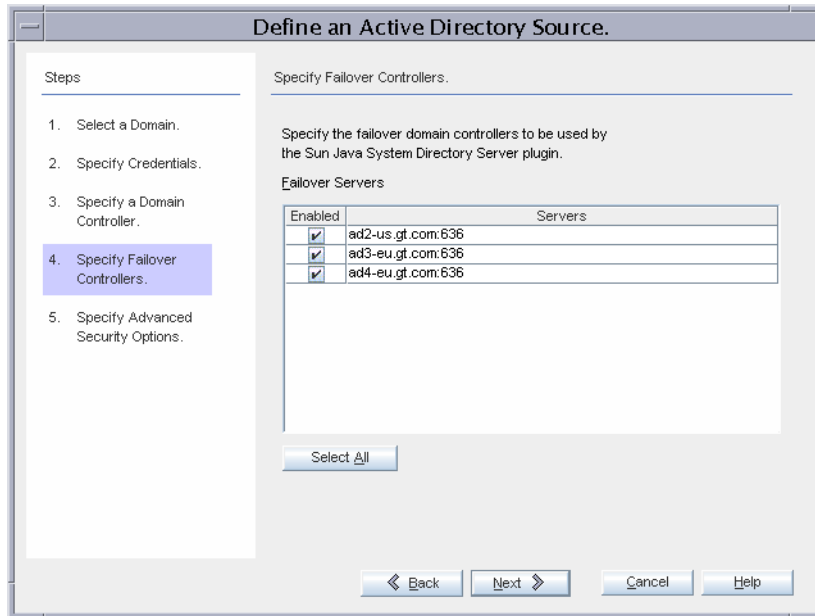 Define an Active Directory Source.
Steps
1. Select a Domain.
2. Specify Credentials.
3. Specify a Domain
Controller.
4. Specify Failover
Controllers.
5. Specify Advanced
Security Options.
Specify Failover Controllers.
Specify the failover domain controllers to be used by
the Sun Java System Directory Server plugin.
Failover Servers
Enabled Servers
ad2-us.gt.com:636
ad3-eu.gt.com:636
ad4-eu.gt.com:636
Select All
Back Next Cancel Help